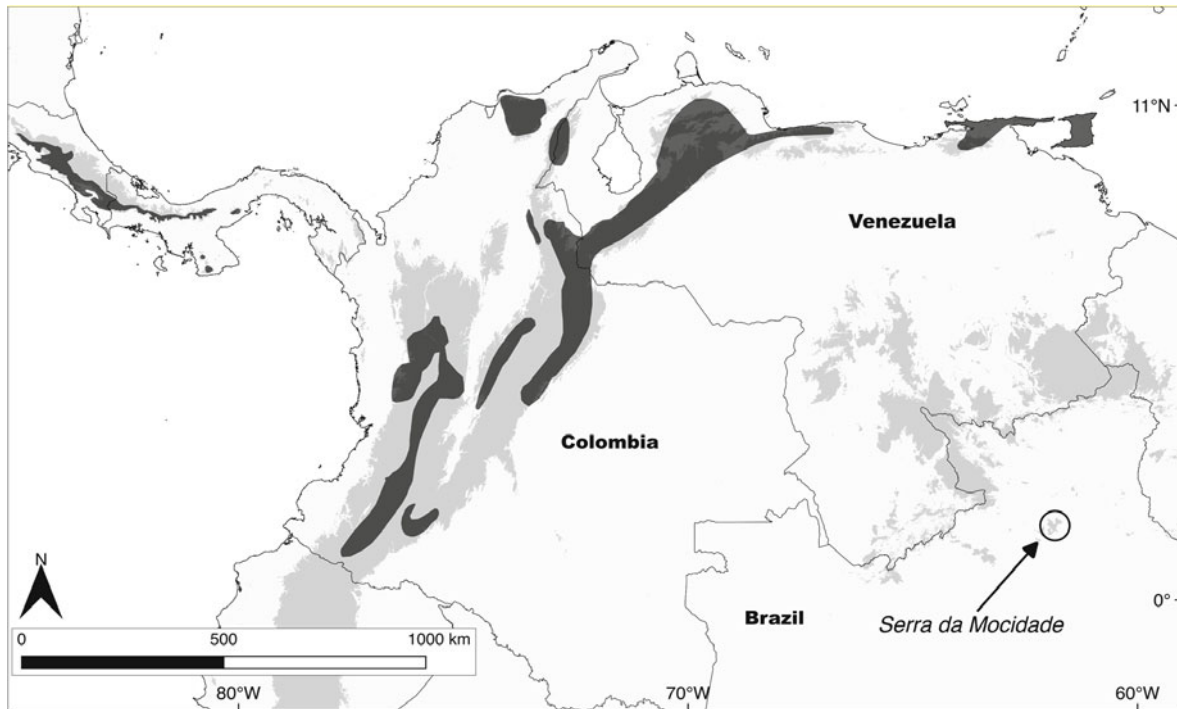 11°N
Venezuela
Colombia
N
0°
Brazil
Serra da Mocidade
0 500 1000 km
80°W 70°W 60°W